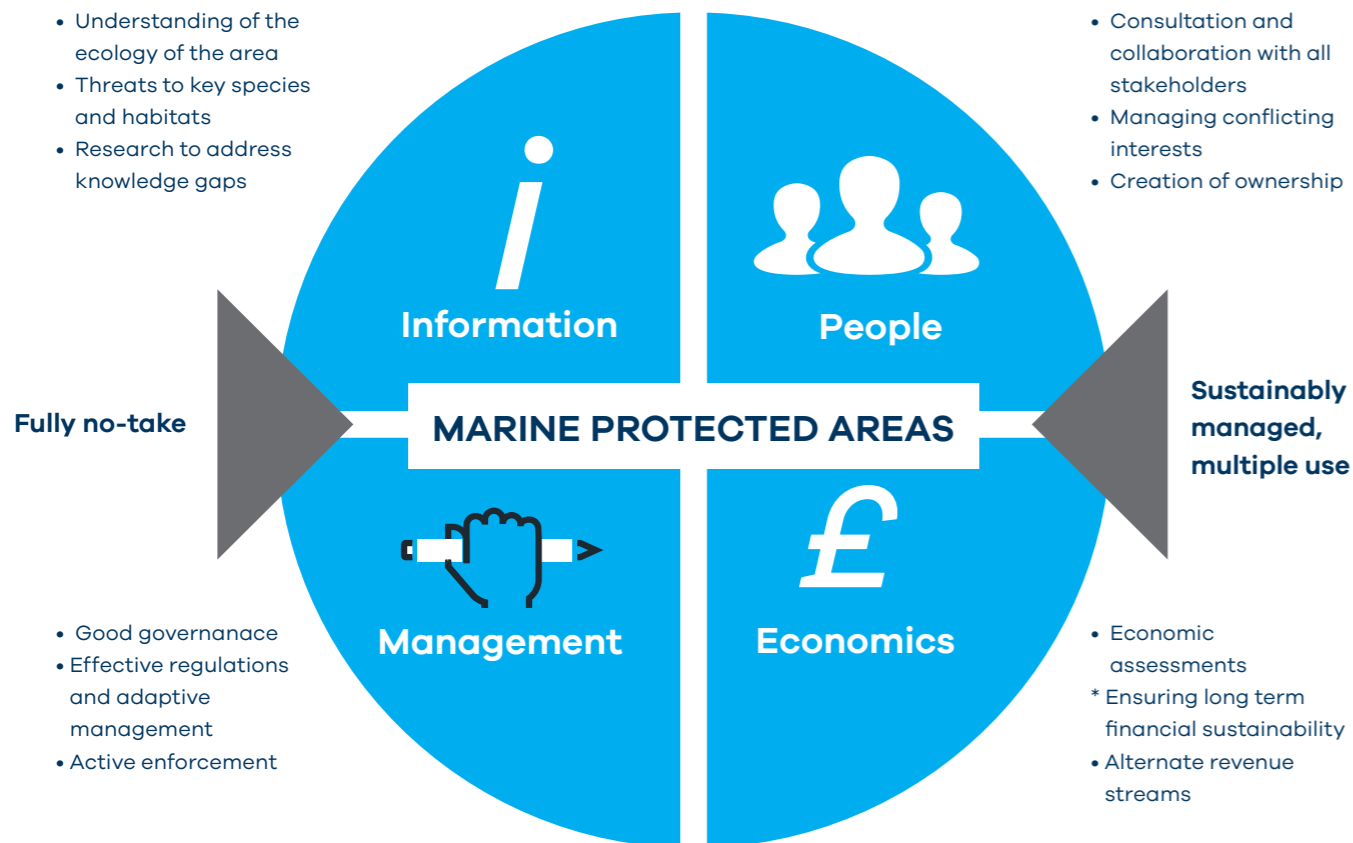 • Understanding of the
ecology of the area
• Threats to key species
and habitats
• Research to address
knowledge gaps
• Consultation and
collaboration with all
stakeholders
• Managing conflicting
interests
• Creation of ownership
i
Information
People
Fully no-take
MARINE PROTECTED AREAS
Sustainably
managed,
multiple use
£
Management
Economics
• Good governanace
• Effective regulations
and adaptive
management
• Active enforcement
• Economic
assessments
* Ensuring long term
financial sustainability
• Alternate revenue
streams